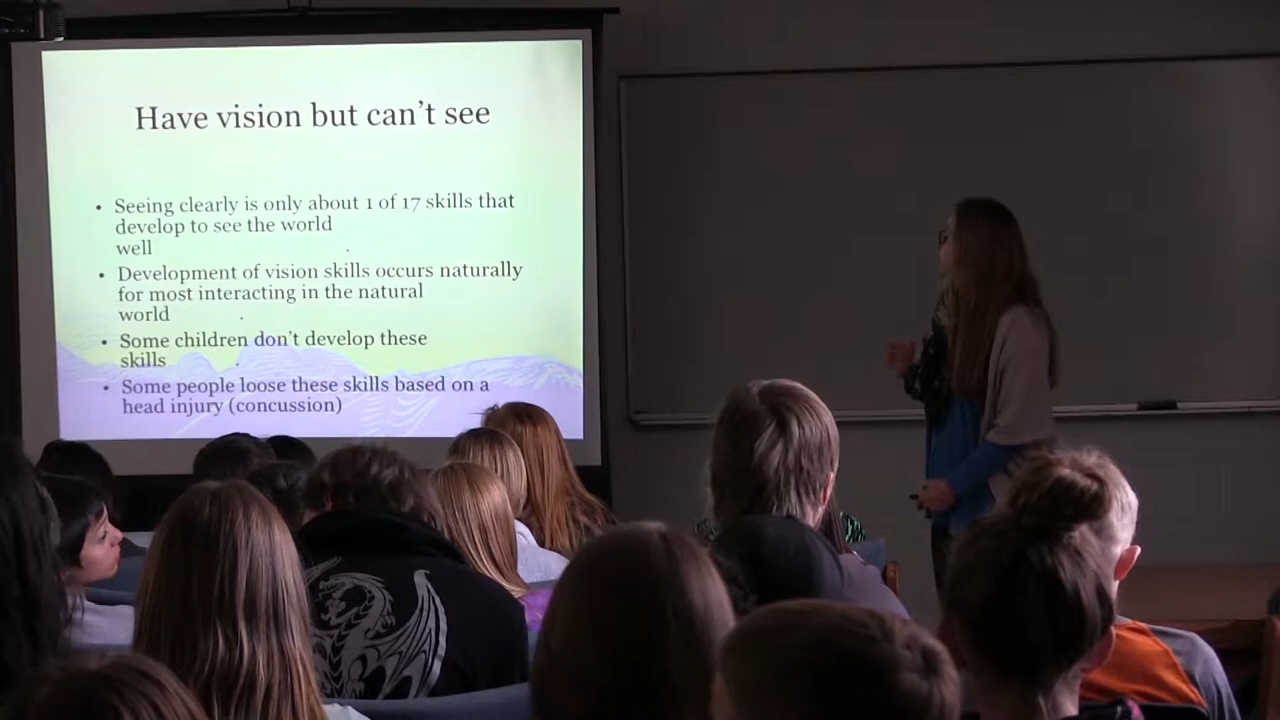 Have vision but can't see
• Seeing clearly is only about 1 of 17 skills that
develop to see the world
well
• Development of vision skills occurs naturally
for most interacting in the natural
world
• Some children don't develop these
skills
• Some people loose these skills based on a
head injury (concussion)